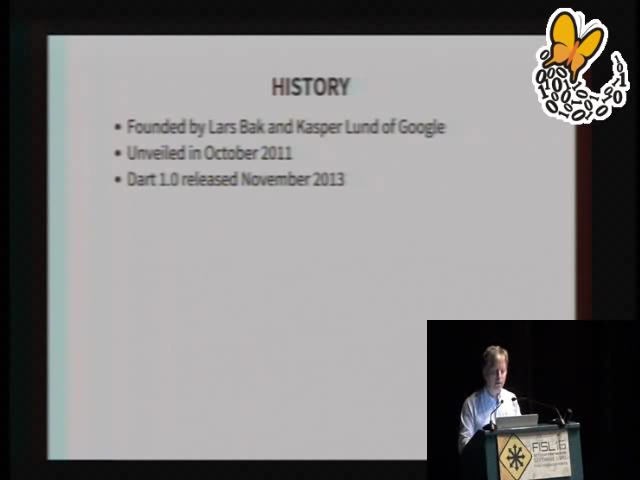 HISTORY
• Founded by Lars Bak and Kasper Lund of Google
• Unveiled in October 2011
• Dart 1.0 released November 2013
FISL16